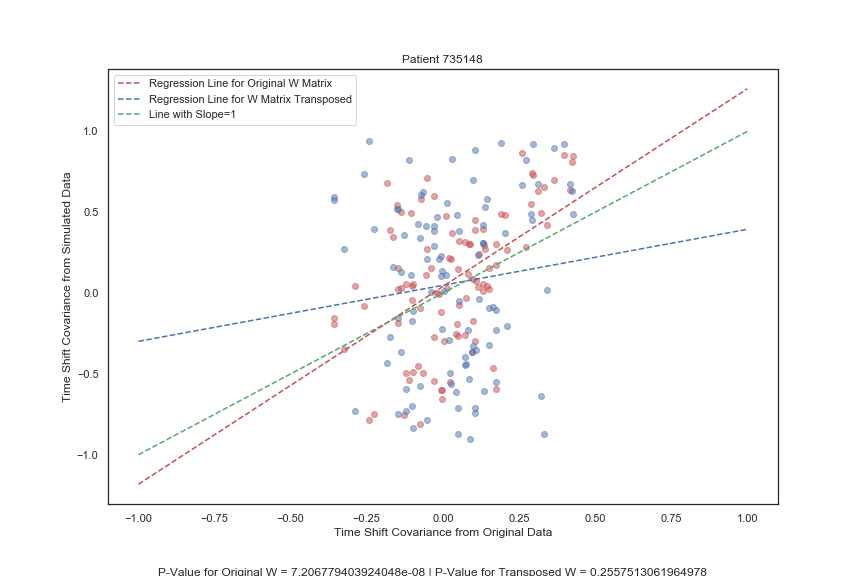 Patient 735148
Regression Line for Original W Matrix
Regression Line for W Matrix Transposed
Line with Slope=1
Time Shift Covariance from Simulated Data
1.0
0.5
0.0
−0.5
−1.0
−1.00 −0.75 −0.50 −0.25 0.00 0.25 0.50 0.75 1.00
Time Shift Covariance from Original Data
P-Value for Original W = 7.206779403924048e-08 | P-Value for Transposed W = 0.2557513061964978